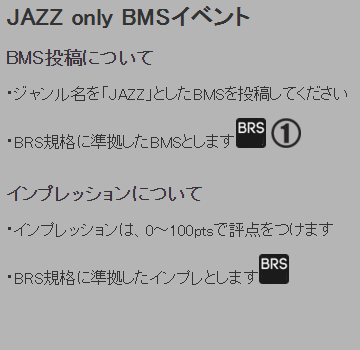 JAZZ only BMSイベント
BMS投稿について
・ジャンル名を「JAZZ」としたBMSを投稿してください
・BRS規格に準拠したBMSとします BRS ①
インプレッションについて
・インプレッションは、0～100ptsで評点をつけます
・BRS規格に準拠したインプレとします BRS